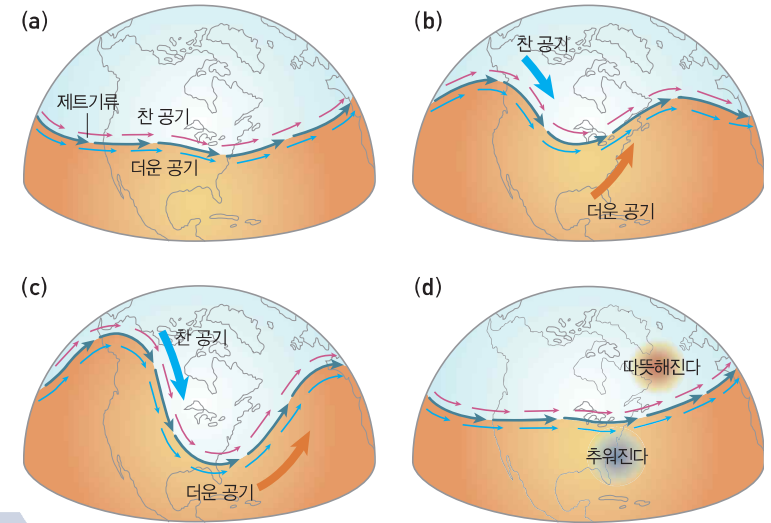 (a)
제트기류
찬 공기
더운 공기
(b)
찬 공기
더운 공기
(c)
찬 공기
더운 공기
(d)
따뜻해진다
추워진다